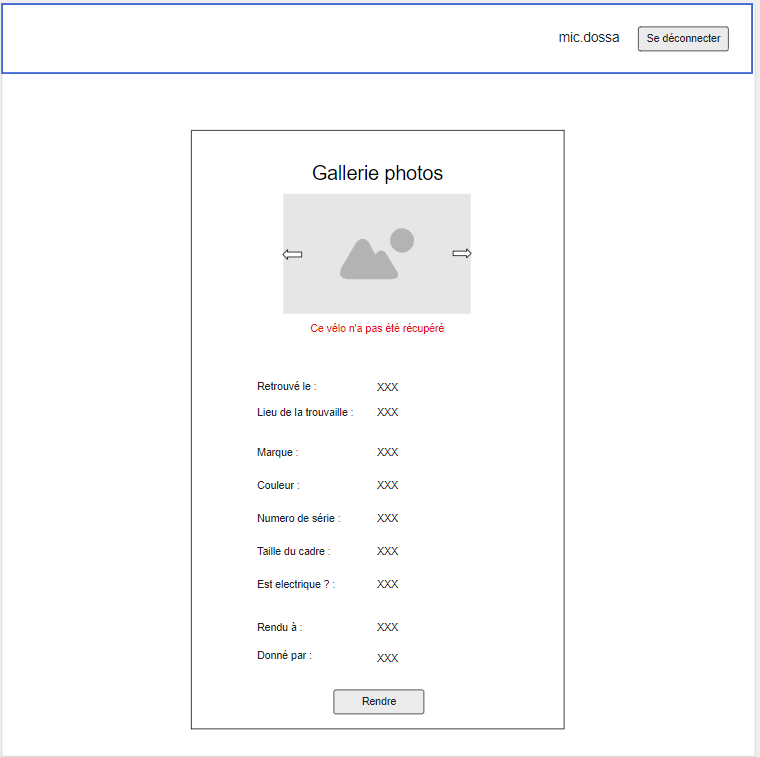 mic.dossa
Se déconnecter
Gallerie photos
Ce vélo n'a pas été récupéré
Retrouvé le : XXX
Lieu de la trouvaille : XXX
Marque : XXX
Couleur : XXX
Numero de série : XXX
Taille du cadre : XXX
Est electrique ? : XXX
Rendu à : XXX
Donné par : XXX
Rendre